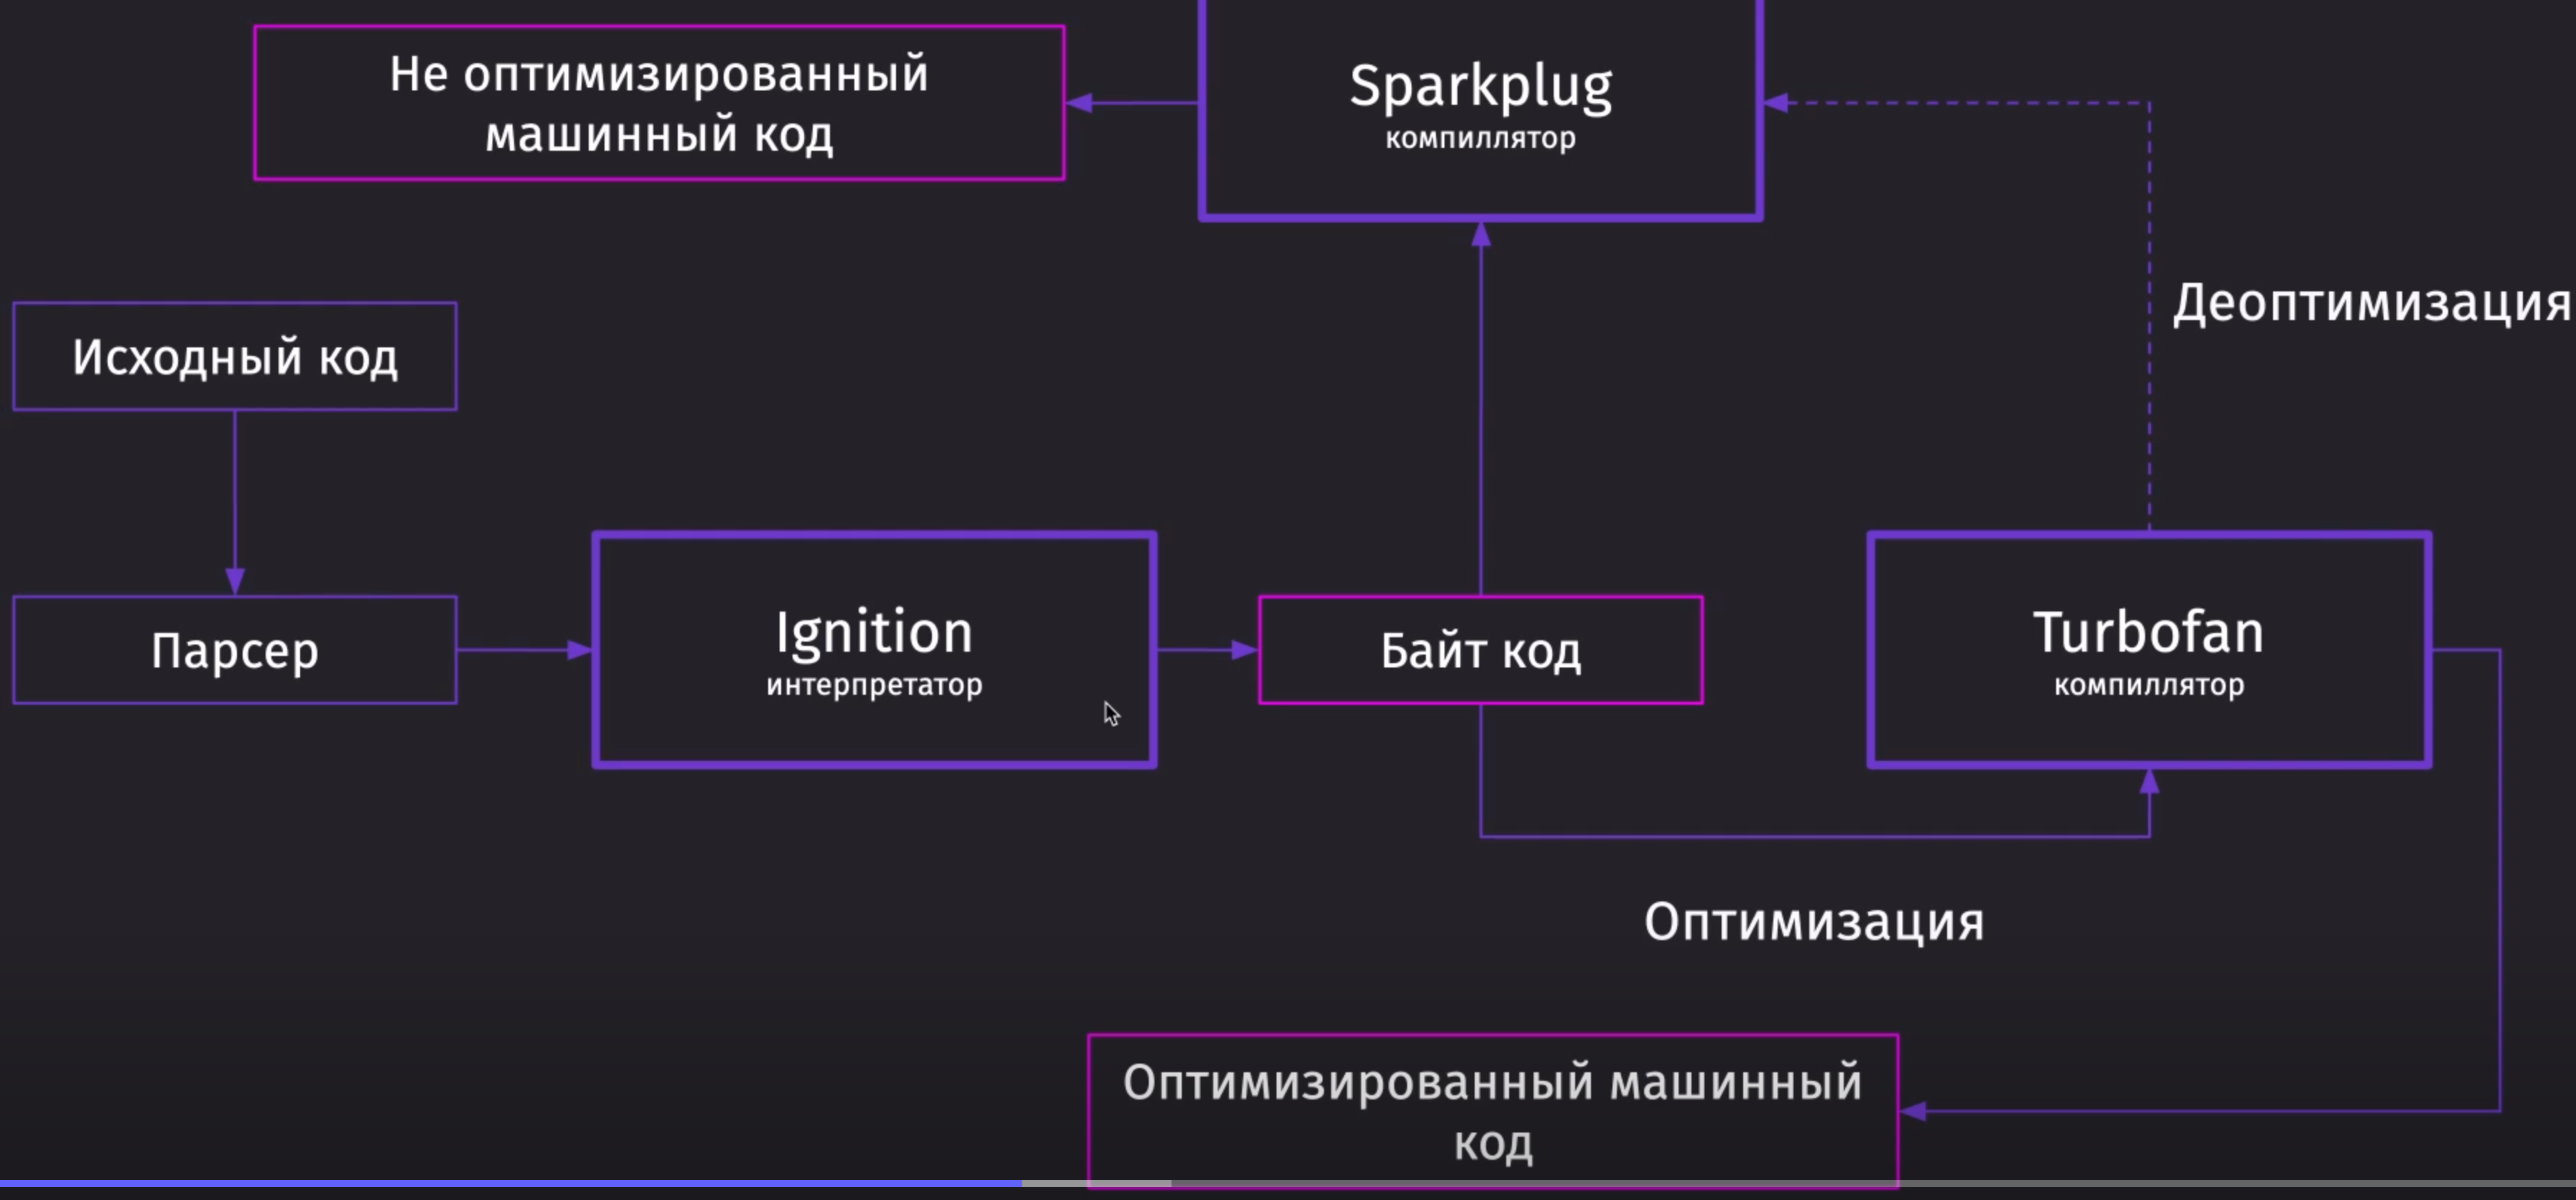 Не оптимизированный
машинный код
Sparkplug
компиллятор
Исходный код
Деоптимизация
Парсер
Ignition
интерпретатор
Байт код
Turbofan
компиллятор
Оптимизация
Оптимизированный машинный
код